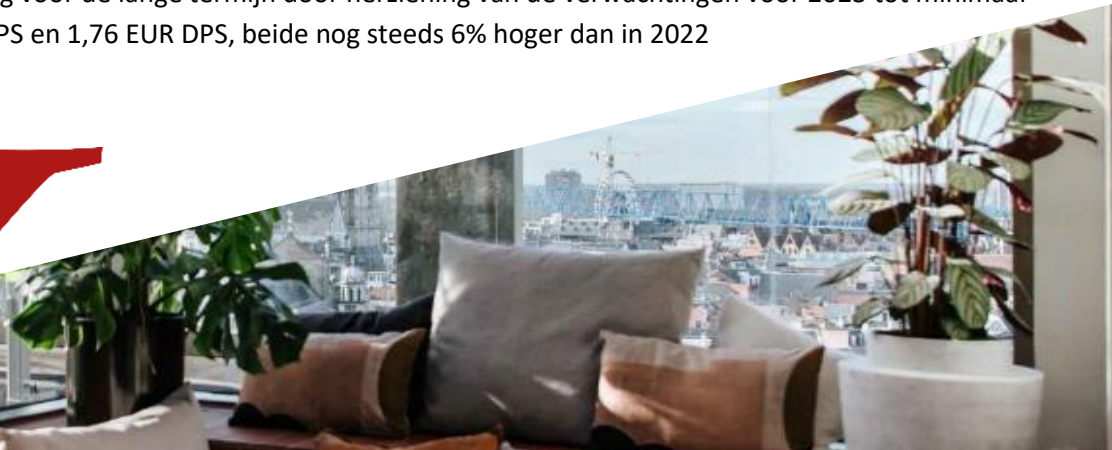 voor de lange termijn door herziening van de verwachtingen voor 2023 tot minimaal
PS en 1,76 EUR DPS, beide nog steeds 6% hoger dan in 2022